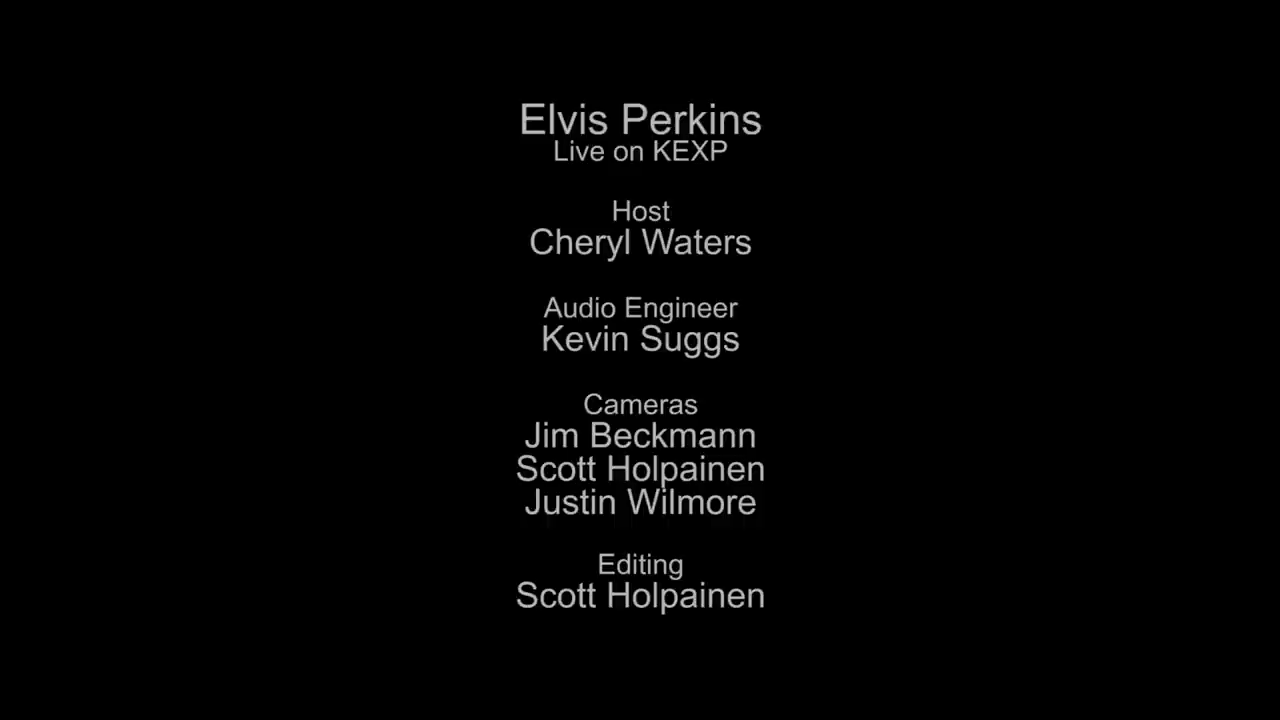 Elvis Perkins
Live on KEXP
Host
Cheryl Waters
Audio Engineer
Kevin Suggs
Cameras
Jim Beckmann
Scott Holpainen
Justin Wilmore
Editing
Scott Holpainen